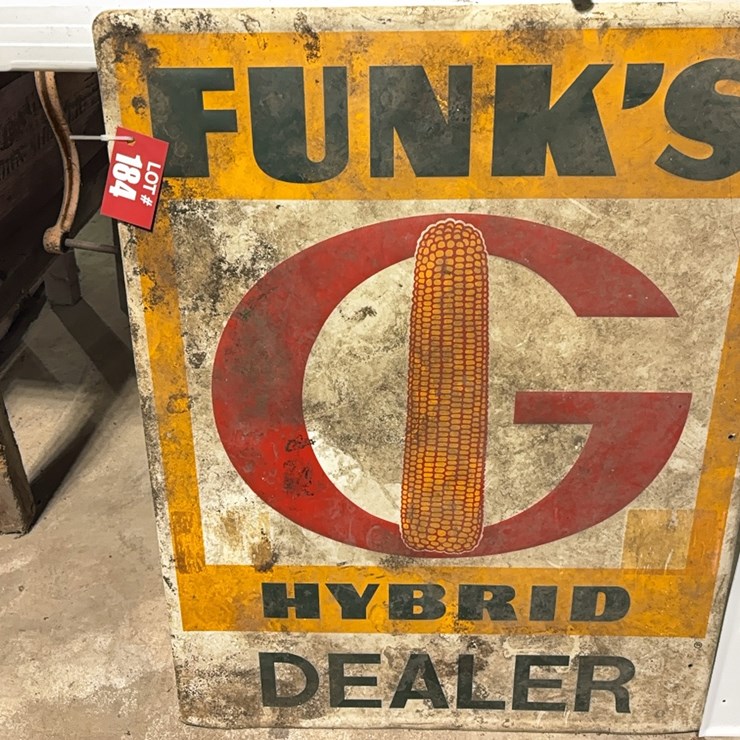 FUNK'S
LOT #
184
G
HYBRID
DEALER